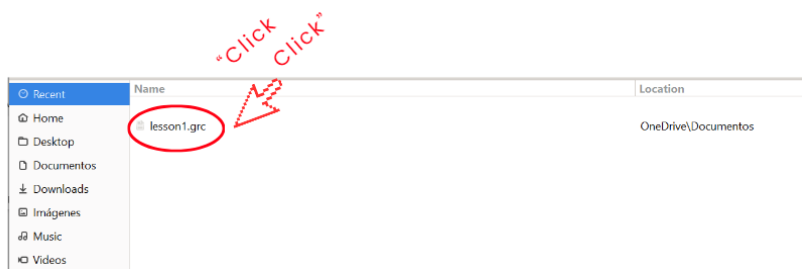 "Click
Click"
Recent
Name
Location
Home
lesson1.grc
OneDrive\Documentos
Desktop
Documentos
Downloads
Imágenes
Music
Videos